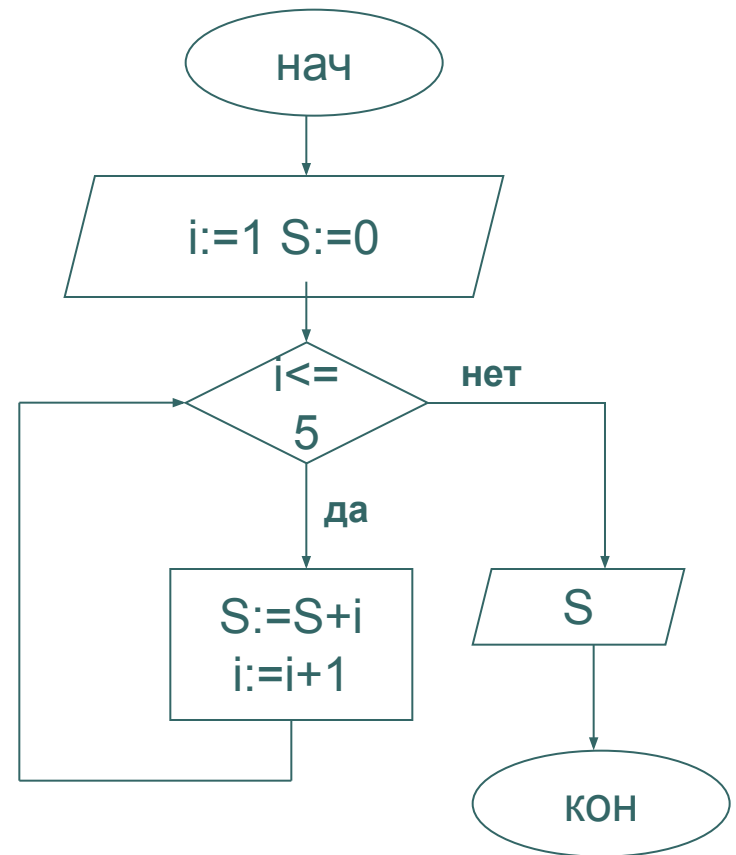 нач
i:=1 S:=0
i<=
5
нет
да
S:=S+i
i:=i+1
S
кон